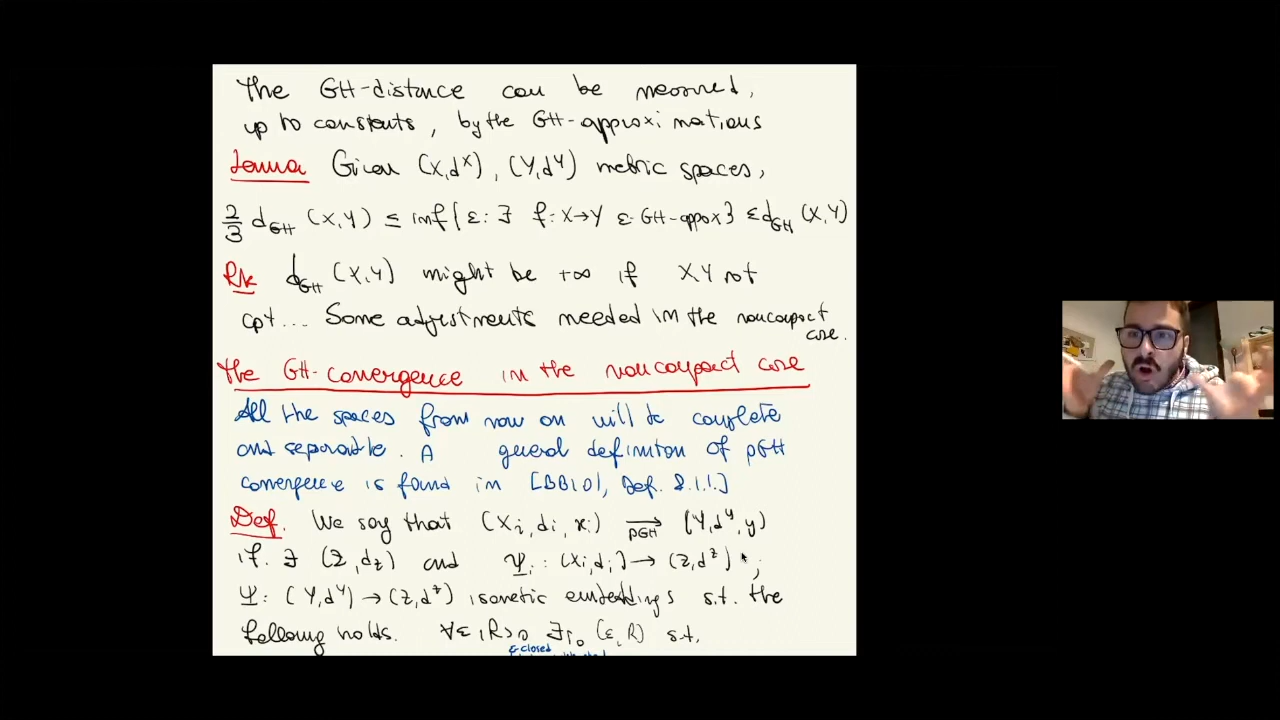 The GH-distance can be measured,
up to constants, by the GH-approximations
Lemma Given (X,d^X), (Y,d^Y) metric spaces,
2/3 d_GH (X,Y) ≤ inf{ε: ∃ f: X→Y ε-GH-approx} ≤ 2d_GH (X,Y)
Rk d_GH (X,Y) might be +∞ if X,Y not
cpt... Some adjustments needed in the noncompact
case.
The GH-convergence in the noncompact case
All the spaces from now on will be complete
and separable. A general definition of pGH
convergence is found in [BBI01, Def. 8.1.1.]
Def. We say that (X_i, d_i, x_i) →_pGH (Y,d^Y,y)
if ∃ (Z,d_Z) and Ψ_i : (X_i,d_i) → (Z,d^Z) ;
Ψ: (Y,d^Y) → (Z,d^Z) isometric embeddings s.t. the
following holds. ∀ε,R>0 ∃ i_0 (ε,R) s.t.
& closed